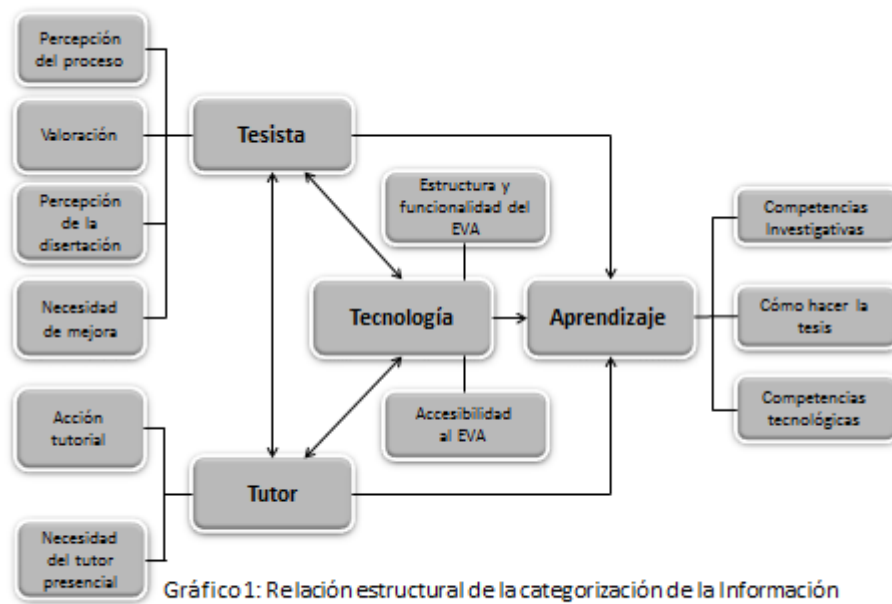 Percepción
del proceso
Valoración
Percepción
de la
disertación
Necesidad
de mejora
Acción
tutorial
Necesidad
del tutor
presencial
Tesista
Tutor
Estructura y
funcionalidad del
EVA
Tecnología
Accesibilidad
al EVA
Aprendizaje
Competencias
Investigativas
Cómo hacer la
tesis
Competencias
tecnológicas
Gráfico 1: Relación estructural de la categorización de la Información